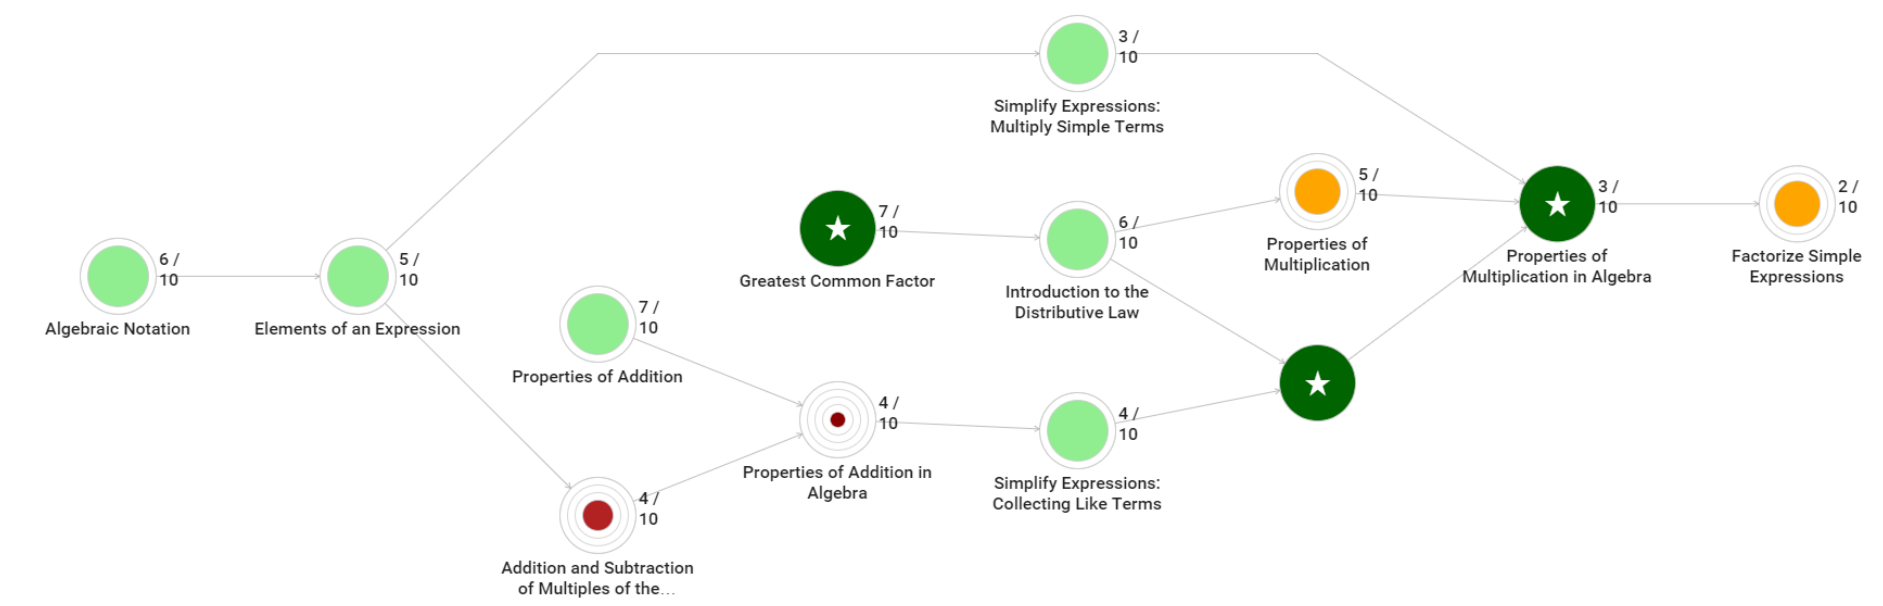 3 /
10
Simplify Expressions:
Multiply Simple Terms
5 /
10
Properties of
Multiplication
3 /
10
Properties of
Multiplication in Algebra
2 /
10
Factorize Simple
Expressions
7 /
10
Greatest Common Factor
6 /
10
Introduction to the
Distributive Law
6 /
10
Algebraic Notation
5 /
10
Elements of an Expression
7 /
10
Properties of Addition
4 /
10
Properties of Addition in
Algebra
4 /
10
Simplify Expressions:
Collecting Like Terms
4 /
10
Addition and Subtraction
of Multiples of the...